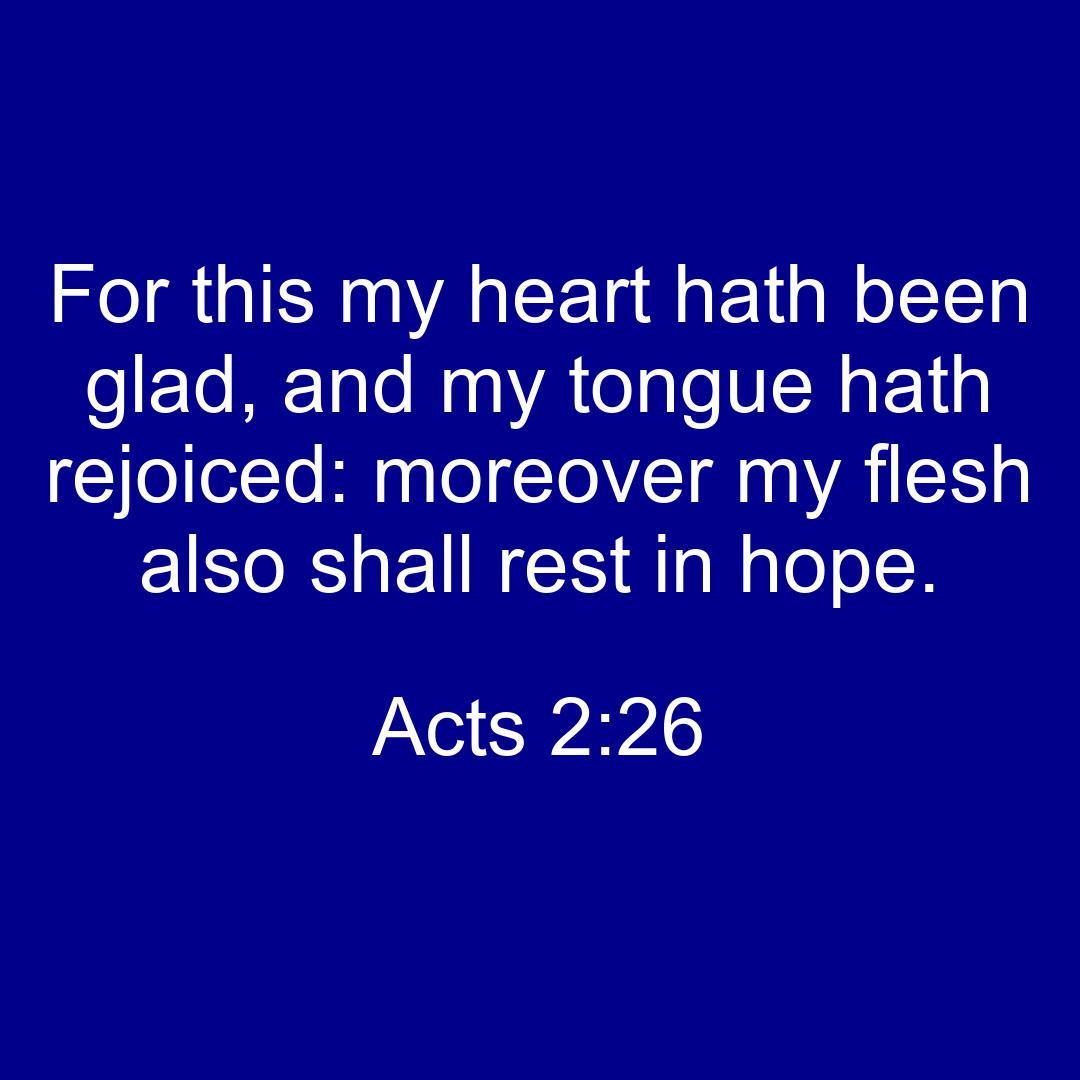 For this my heart hath been
glad, and my tongue hath
rejoiced: moreover my flesh
also shall rest in hope.
Acts 2:26